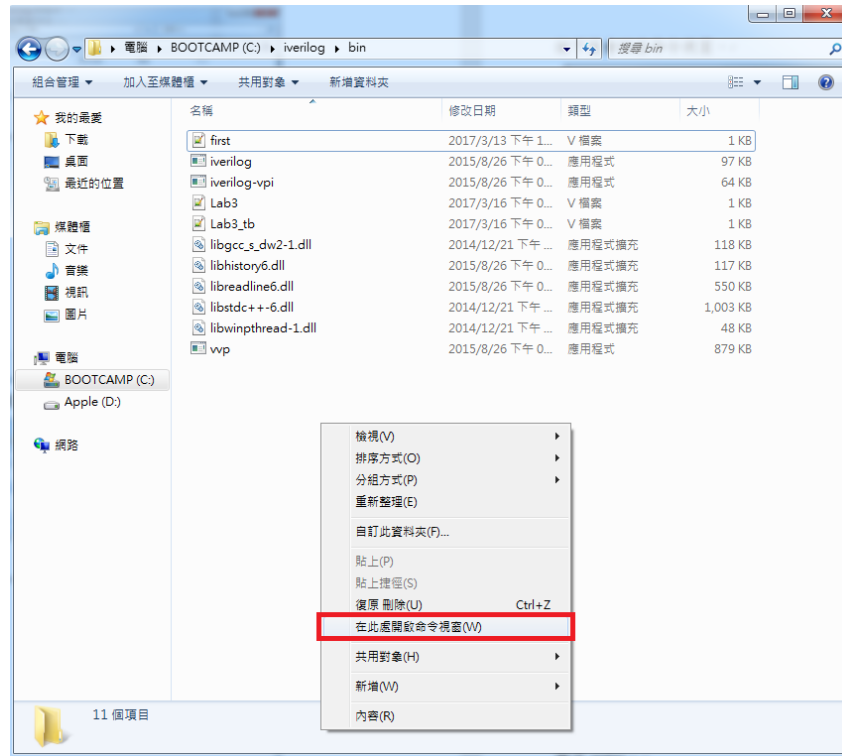 電腦 ▸ BOOTCAMP (C:) ▸ iverilog ▸ bin
搜尋 bin
組合管理 加入至媒體櫃 共用對象 新增資料夾
我的最愛
下載
桌面
最近的位置
媒體櫃
文件
音樂
視訊
圖片
電腦
BOOTCAMP (C:)
Apple (D:)
網路
名稱 修改日期 類型 大小
first 2017/3/13 下午 1... V 檔案 1 KB
iverilog 2015/8/26 下午 0... 應用程式 97 KB
iverilog-vpi 2015/8/26 下午 0... 應用程式 64 KB
Lab3 2017/3/16 下午 0... V 檔案 1 KB
Lab3_tb 2017/3/16 下午 0... V 檔案 1 KB
libgcc_s_dw2-1.dll 2014/12/21 下午 ... 應用程式擴充 118 KB
libhistory6.dll 2015/8/26 下午 0... 應用程式擴充 117 KB
libreadline6.dll 2015/8/26 下午 0... 應用程式擴充 550 KB
libstdc++-6.dll 2014/12/21 下午 ... 應用程式擴充 1,003 KB
libwinpthread-1.dll 2014/12/21 下午 ... 應用程式擴充 48 KB
vvp 2015/8/26 下午 0... 應用程式 879 KB
檢視(V)
排序方式(O)
分組方式(P)
重新整理(E)
自訂此資料夾(F)...
貼上(P)
貼上捷徑(S)
復原 刪除(U) Ctrl+Z
在此處開啟命令視窗(W)
共用對象(H)
新增(W)
內容(R)
11 個項目